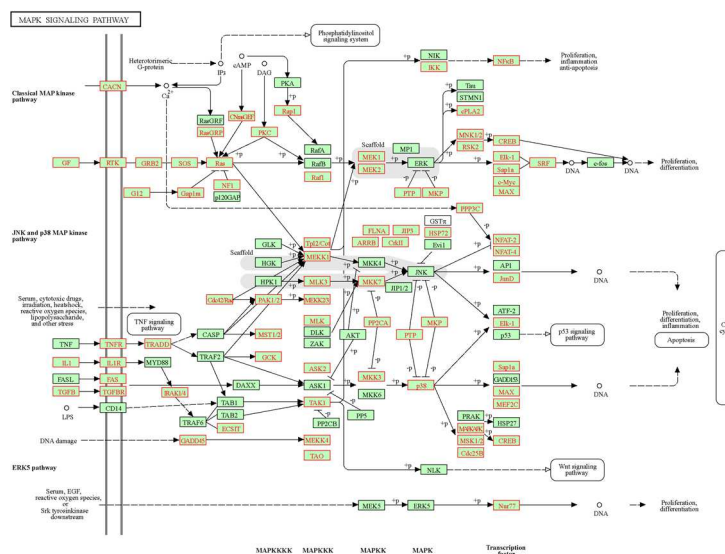 MAPK SIGNALING PATHWAY
Phosphatidylinositol
signaling system
Heterotorimeric
G-protein
IP3
cAMP
DAG
PKA
NIK
IKK
NFκB
Proliferation,
inflammation
anti-apoptosis
Classical MAP kinase
pathway
CACN
Ca2+
RasGRF
RasGRP
CNasGEF
PKC
Rap1
Tau
STMN1
cPLA2
RafA
RafB
Raf1
Scaffold
MP1
MEK1
MEK2
ERK
PTP
MKP
MNK1/2
RSK2
CREB
Elk-1
Sap1a
c-Myc
MAX
SRF
DNA
c-fos
DNA
Proliferation,
differentiation
GF
RTK
GRB2
SOS
Ras
G12
Gap1m
NF1
p120GAP
PPP3C
JNK and p38 MAP kinase
pathway
Scaffold
GLK
HGK
HPK1
Tpl2/Cot
MEKK1
MLK3
FLNA
JIP3
ARRB
CrkII
GSTπ
HSP72
Evi1
NFAT-2
NFAT-4
MKK4
MKK7
JNK
JIP1/2
AP1
JunD
DNA
Cdc42/Rac
PAK1/2
MEKK2/3
Serum, cytotoxic drugs,
irradiation, heatshock,
reactive oxygen species,
lipopolysaccharide,
and other stress
TNF signaling
pathway
CASP
MST1/2
MLK
DLK
ZAK
AKT
PP2CA
PTP
MKP
ATF-2
Elk-1
p53
p53 signaling
pathway
Proliferation,
differentiation,
inflammation
Apoptosis
TNF
TNFR
TRADD
IL1
IL1R
MYD88
TRAF2
GCK
FASL
FAS
DAXX
ASK2
ASK1
MKK3
MKK6
p38
Sap1a
GADD153
MAX
MEF2C
DNA
TGFB
TGFBR
IRAK1/4
TAB1
TAB2
TAK1
PP5
PP2CB
LPS
CD14
TRAF6
ECSIT
PRAK
MSK1/2
Cdc25B
HSP27
CREB
DNA damage
GADD45
MEKK4
TAO
NLK
Wnt signaling
pathway
ERK5 pathway
Serum, EGF,
reactive oxygen species,
or
Srk tyrosinkinase
downstream
MEK5
ERK5
Nur77
DNA
Proliferation,
differentiation
MAPKKKK
MAPKKK
MAPKK
MAPK
Transcription
factor